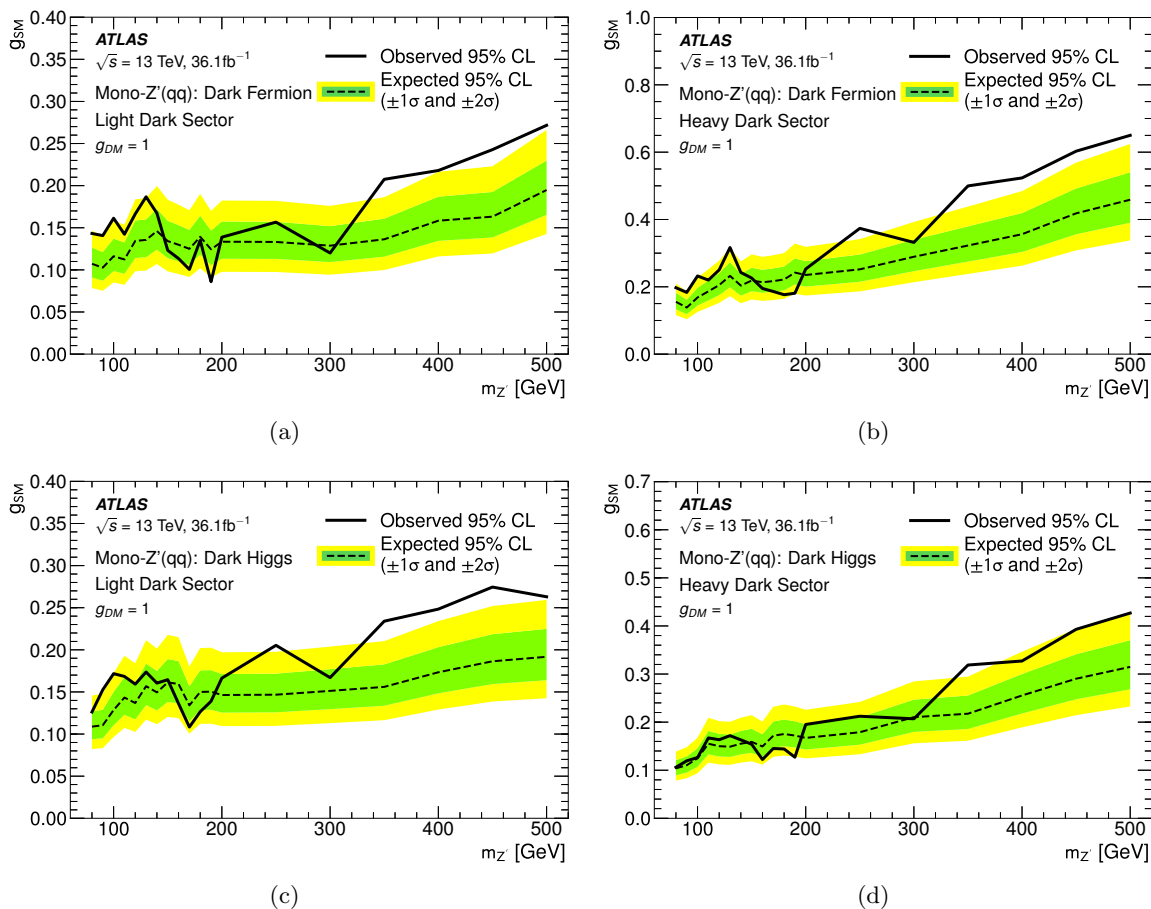 ATLAS
√s = 13 TeV, 36.1fb⁻¹
Mono-Z'(qq): Dark Fermion
Light Dark Sector
g_DM = 1
Observed 95% CL
Expected 95% CL
(±1σ and ±2σ)
g_SM
0.40
0.35
0.30
0.25
0.20
0.15
0.10
0.05
0.00
100 200 300 400 500
m_Z' [GeV]
(a)
ATLAS
√s = 13 TeV, 36.1fb⁻¹
Mono-Z'(qq): Dark Fermion
Heavy Dark Sector
g_DM = 1
Observed 95% CL
Expected 95% CL
(±1σ and ±2σ)
g_SM
1.0
0.8
0.6
0.4
0.2
0.0
100 200 300 400 500
m_Z' [GeV]
(b)
ATLAS
√s = 13 TeV, 36.1fb⁻¹
Mono-Z'(qq): Dark Higgs
Light Dark Sector
g_DM = 1
Observed 95% CL
Expected 95% CL
(±1σ and ±2σ)
g_SM
0.40
0.35
0.30
0.25
0.20
0.15
0.10
0.05
0.00
100 200 300 400 500
m_Z' [GeV]
(c)
ATLAS
√s = 13 TeV, 36.1fb⁻¹
Mono-Z'(qq): Dark Higgs
Heavy Dark Sector
g_DM = 1
Observed 95% CL
Expected 95% CL
(±1σ and ±2σ)
g_SM
0.7
0.6
0.5
0.4
0.3
0.2
0.1
0.0
100 200 300 400 500
m_Z' [GeV]
(d)